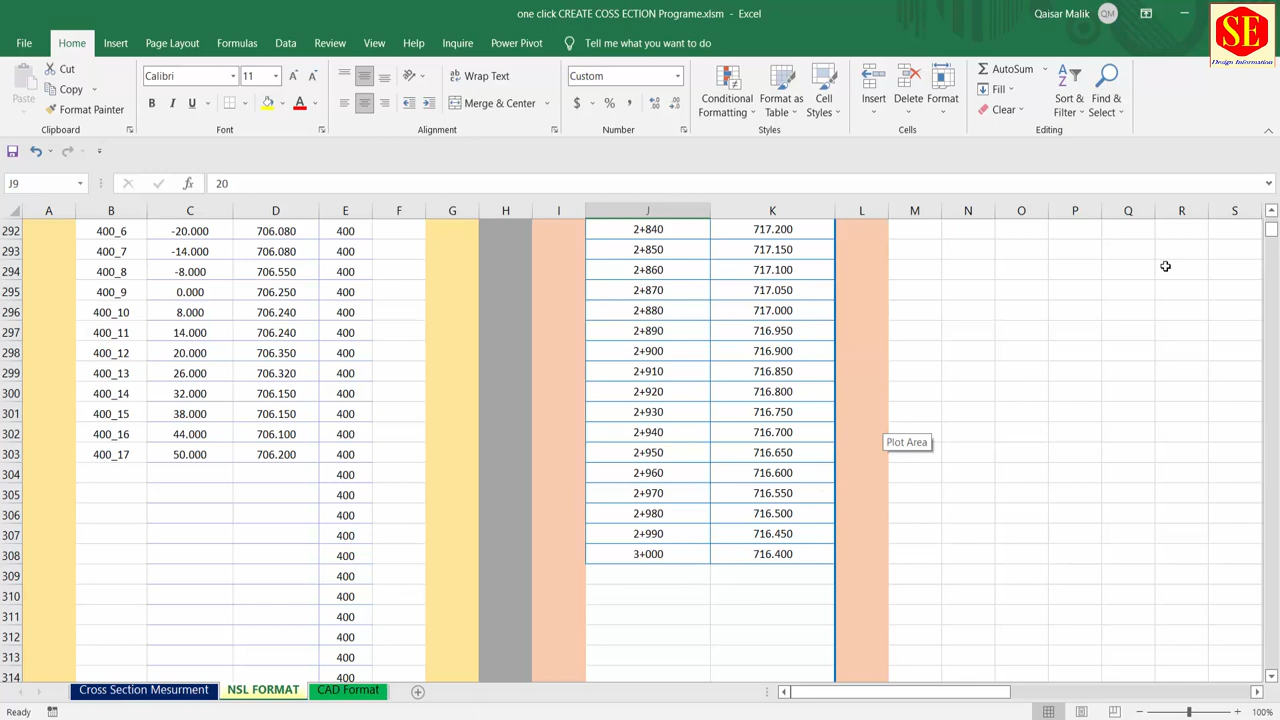 one click CREATE COSS ECTION Programe.xlsm - Excel
Qaisar Malik
QM
SE
Design Information
File Home Insert Page Layout Formulas Data Review View Help Inquire Power Pivot Tell me what you want to do
Cut
Copy
Format Painter
Paste
Clipboard
Calibri 11
B I U
Font
Wrap Text
Merge & Center
Alignment
Custom
$ % ,
Number
Conditional Formatting
Format as Table
Cell Styles
Styles
Insert
Delete
Format
Cells
AutoSum
Fill
Clear
Sort & Filter
Find & Select
Editing
J9 fx 20
A B C D E F G H I J K L M N O P Q R S
292 400_6 -20.000 706.080 400 2+840 717.200
293 400_7 -14.000 706.080 400 2+850 717.150
294 400_8 -8.000 706.550 400 2+860 717.100
295 400_9 0.000 706.250 400 2+870 717.050
296 400_10 8.000 706.240 400 2+880 717.000
297 400_11 14.000 706.240 400 2+890 716.950
298 400_12 20.000 706.350 400 2+900 716.900
299 400_13 26.000 706.320 400 2+910 716.850
300 400_14 32.000 706.150 400 2+920 716.800
301 400_15 38.000 706.150 400 2+930 716.750
302 400_16 44.000 706.100 400 2+940 716.700
Plot Area
303 400_17 50.000 706.200 400 2+950 716.650
304 400 2+960 716.600
305 400 2+970 716.550
306 400 2+980 716.500
307 400 2+990 716.450
308 400 3+000 716.400
309 400
310 400
311 400
312 400
313 400
314 400
Cross Section Mesurment NSL FORMAT CAD Format
Ready 100%